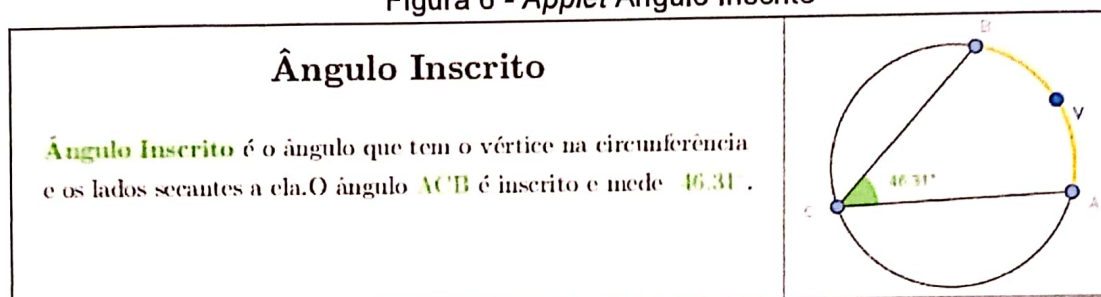 Figura 6 - Applet Ângulo Inscrito
Ângulo Inscrito
Ângulo Inscrito é o ângulo que tem o vértice na circunferência
e os lados secantes a ela.O ângulo ACB é inscrito e mede 46.31°.
B
V
46.31°
A
C